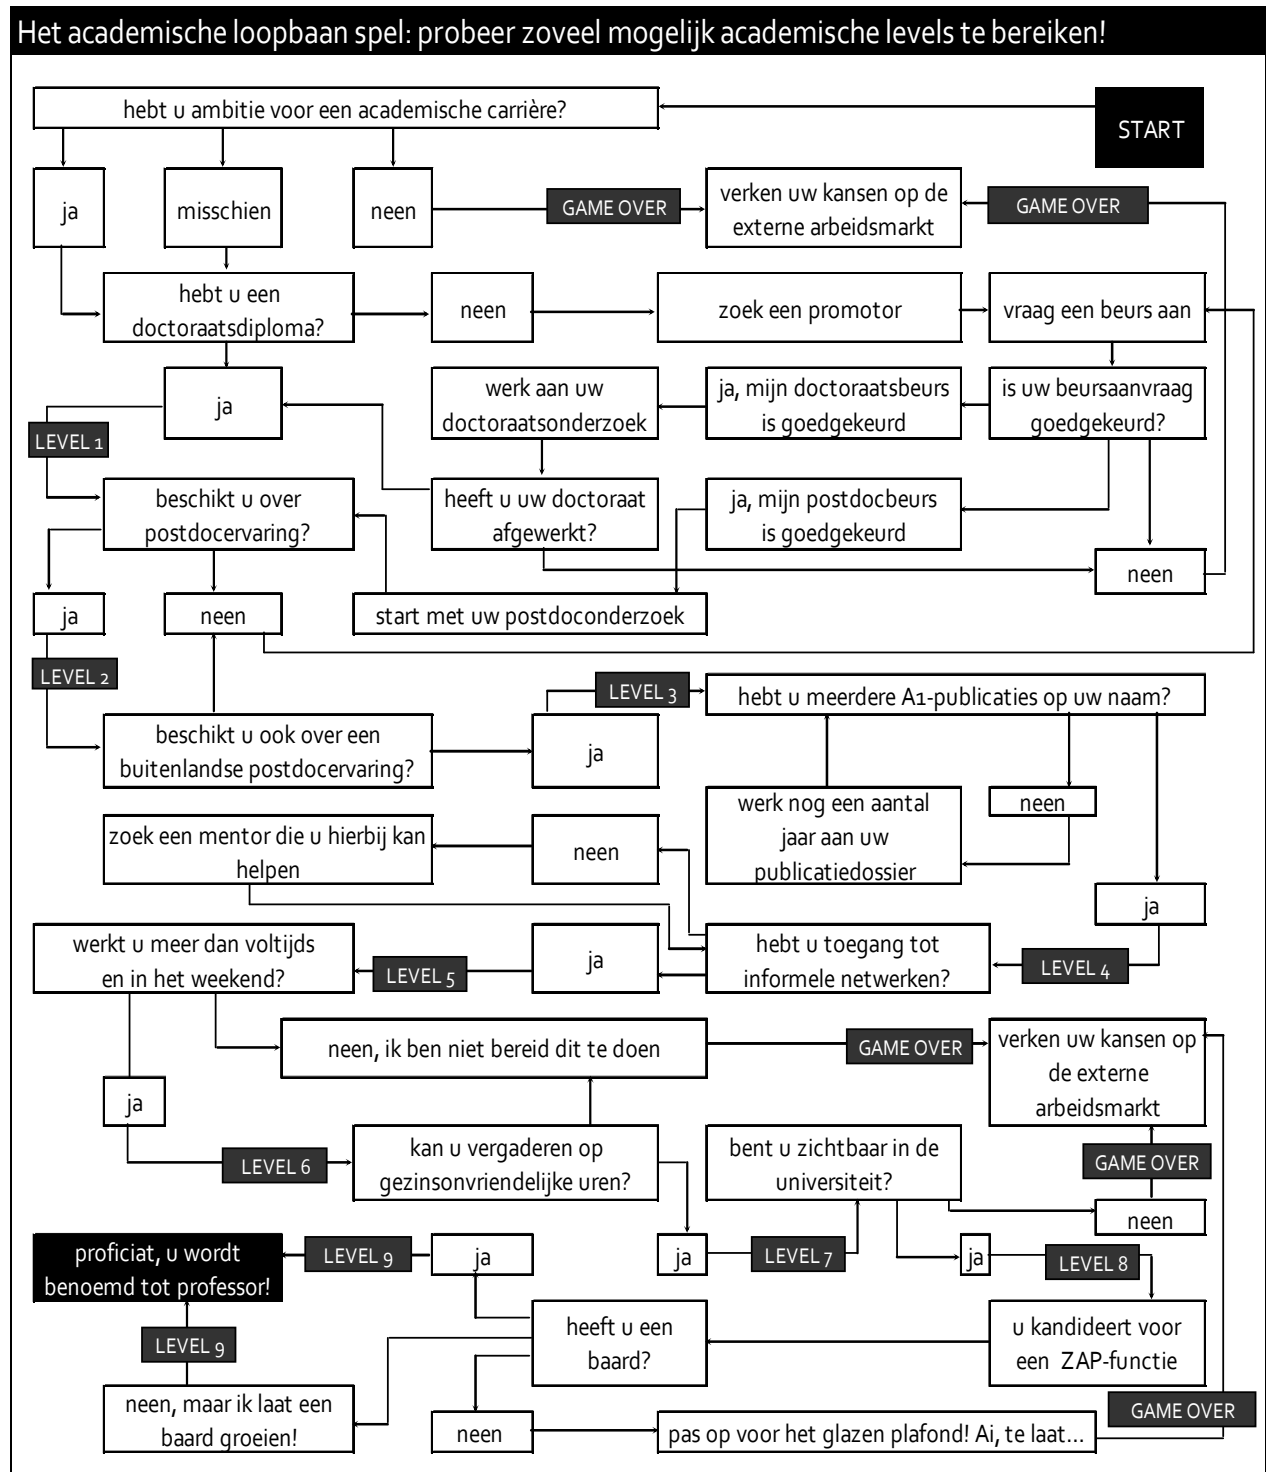 Het academische loopbaan spel: probeer zoveel mogelijk academische levels te bereiken!
hebt u ambitie voor een academische carrière?
START
ja
misschien
neen
GAME OVER
verken uw kansen op de
externe arbeidsmarkt
GAME OVER
hebt u een
doctoraatsdiploma?
neen
zoek een promotor
vraag een beurs aan
ja
werk aan uw
doctoraatsonderzoek
ja, mijn doctoraatsbeurs
is goedgekeurd
is uw beursaanvraag
goedgekeurd?
LEVEL 1
beschikt u over
postdocervaring?
heeft u uw doctoraat
afgewerkt?
ja, mijn postdocbeurs
is goedgekeurd
neen
ja
neen
start met uw postdoconderzoek
LEVEL 2
LEVEL 3
hebt u meerdere A1-publicaties op uw naam?
beschikt u ook over een
buitenlandse postdocervaring?
ja
werk nog een aantal
jaar aan uw
publicatiedossier
neen
zoek een mentor die u hierbij kan
helpen
neen
ja
werkt u meer dan voltijds
en in het weekend?
LEVEL 5
ja
hebt u toegang tot
informele netwerken?
LEVEL 4
neen, ik ben niet bereid dit te doen
GAME OVER
verken uw kansen op
de externe
arbeidsmarkt
ja
LEVEL 6
kan u vergaderen op
gezinsonvriendelijke uren?
bent u zichtbaar in de
universiteit?
GAME OVER
neen
proficiat, u wordt
benoemd tot professor!
LEVEL 9
ja
ja
LEVEL 7
ja
LEVEL 8
LEVEL 9
heeft u een
baard?
u kandideert voor
een ZAP-functie
neen, maar ik laat een
baard groeien!
neen
pas op voor het glazen plafond! Ai, te laat...
GAME OVER